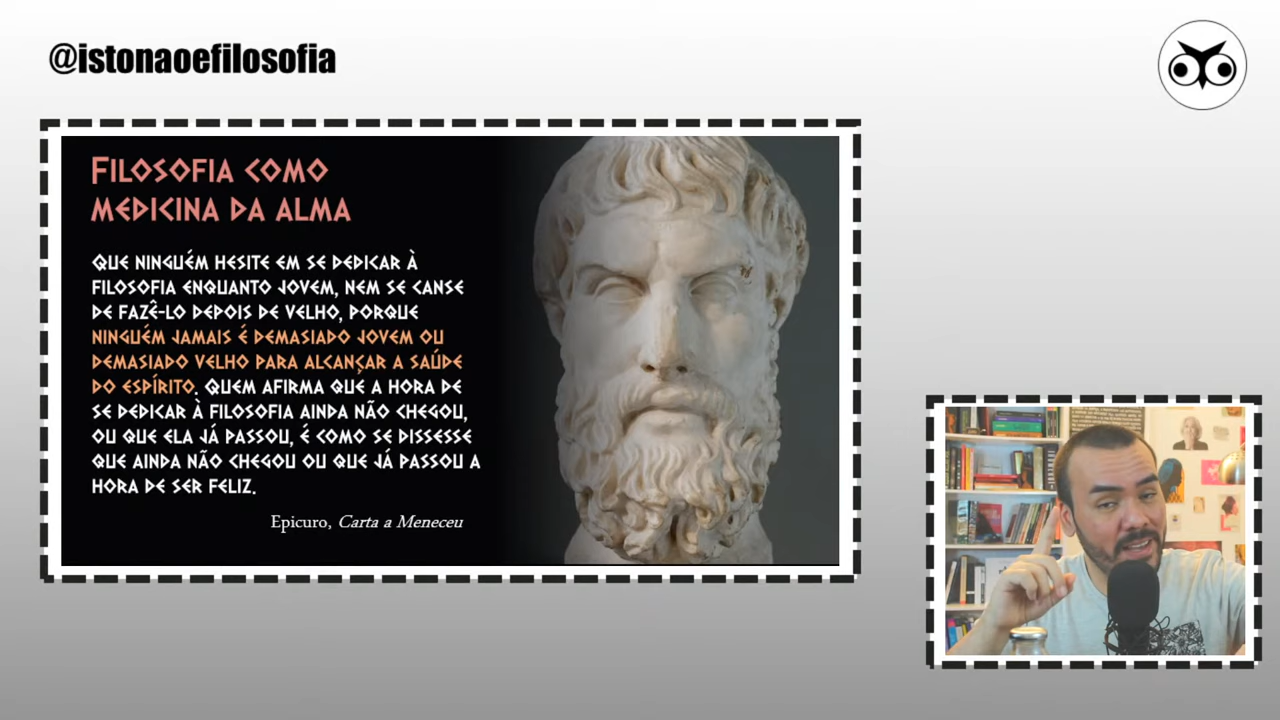 @istonaoefilosofia
FILOSOFIA COMO
MEDICINA DA ALMA
QUE NINGUÉM HESITE EM SE DEDICAR À
FILOSOFIA ENQUANTO JOVEM, NEM SE CANSE
DE FAZÊ-LO DEPOIS DE VELHO, PORQUE
NINGUÉM JAMAIS É DEMASIADO JOVEM OU
DEMASIADO VELHO PARA ALCANÇAR A SAÚDE
DO ESPÍRITO. QUEM AFIRMA QUE A HORA DE
SE DEDICAR À FILOSOFIA AINDA NÃO CHEGOU,
OU QUE ELA JÁ PASSOU, É COMO SE DISSESSE
QUE AINDA NÃO CHEGOU OU QUE JÁ PASSOU A
HORA DE SER FELIZ.
Epicuro, Carta a Meneceu